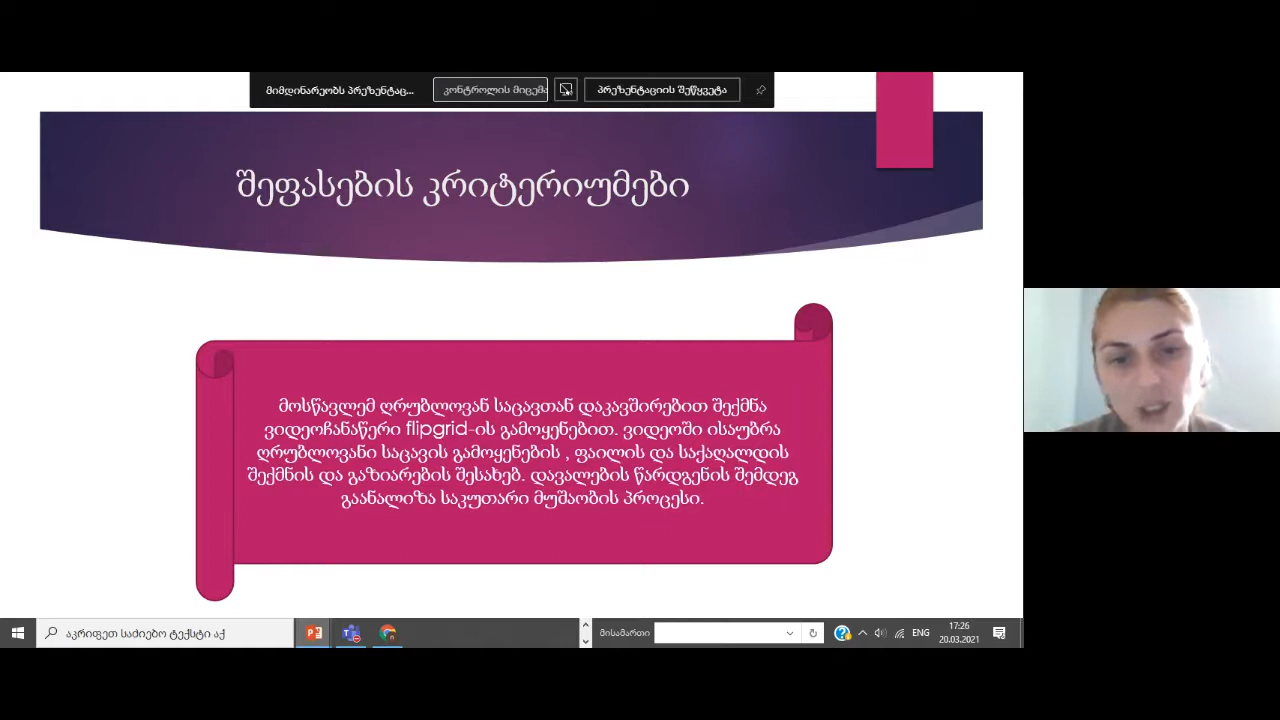 მიმდინარეობს პრეზენტაც...
კონტროლის მიცემა
პრეზენტაციის შეწყვეტა
შეფასების კრიტერიუმები
მოსწავლემ ღრუბლოვან საცავთან დაკავშირებით შექმნა
ვიდეოჩანაწერი flipgrid-ის გამოყენებით. ვიდეოში ისაუბრა
ღრუბლოვანი საცავის გამოყენების , ფაილის და საქაღალდის
შექმნის და გაზიარების შესახებ. დავალების წარდგენის შემდეგ
გაანალიზა საკუთარი მუშაობის პროცესი.
აკრიფეთ საძიებო ტექსტი აქ
მისამართი
ENG
17:26
20.03.2021